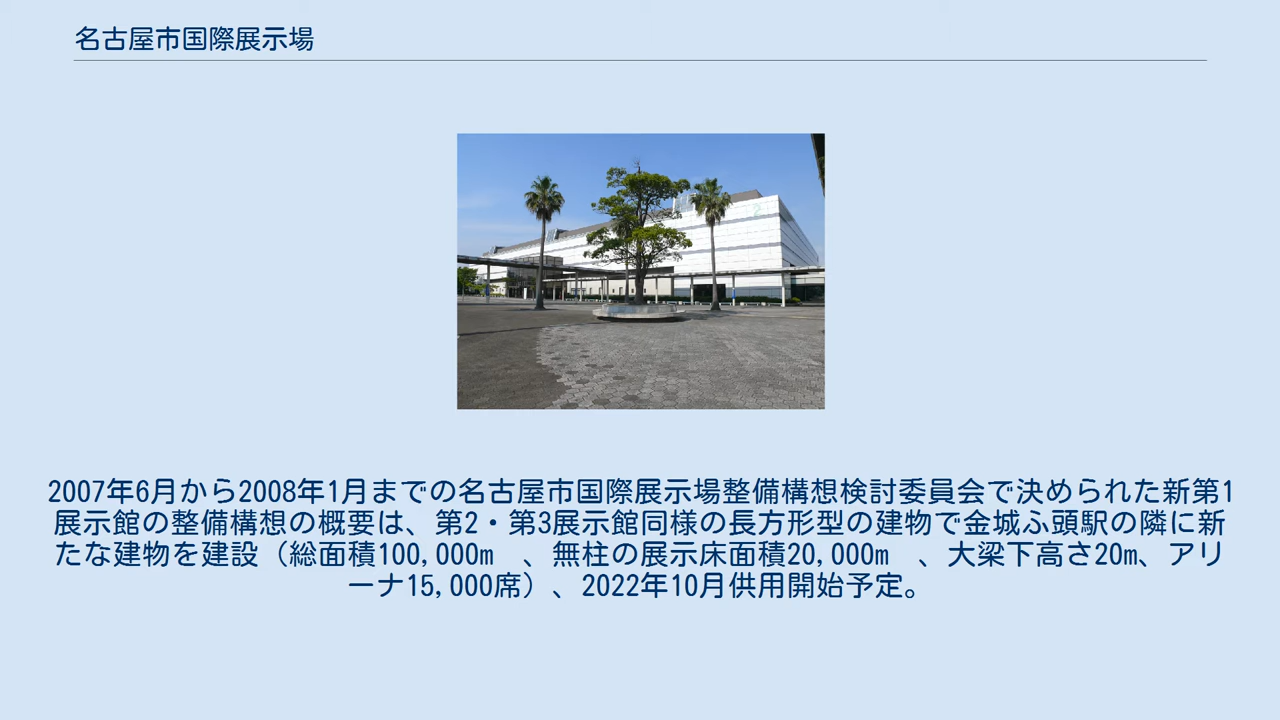 名古屋市国際展示場
2007年6月から2008年1月までの名古屋市国際展示場整備構想検討委員会で決められた新第1
展示館の整備構想の概要は、第2・第3展示館同様の長方形型の建物で金城ふ頭駅の隣に新
たな建物を建設（総面積100,000m　、無柱の展示床面積20,000m　、大梁下高さ20m、アリ
ーナ15,000席）、2022年10月供用開始予定。